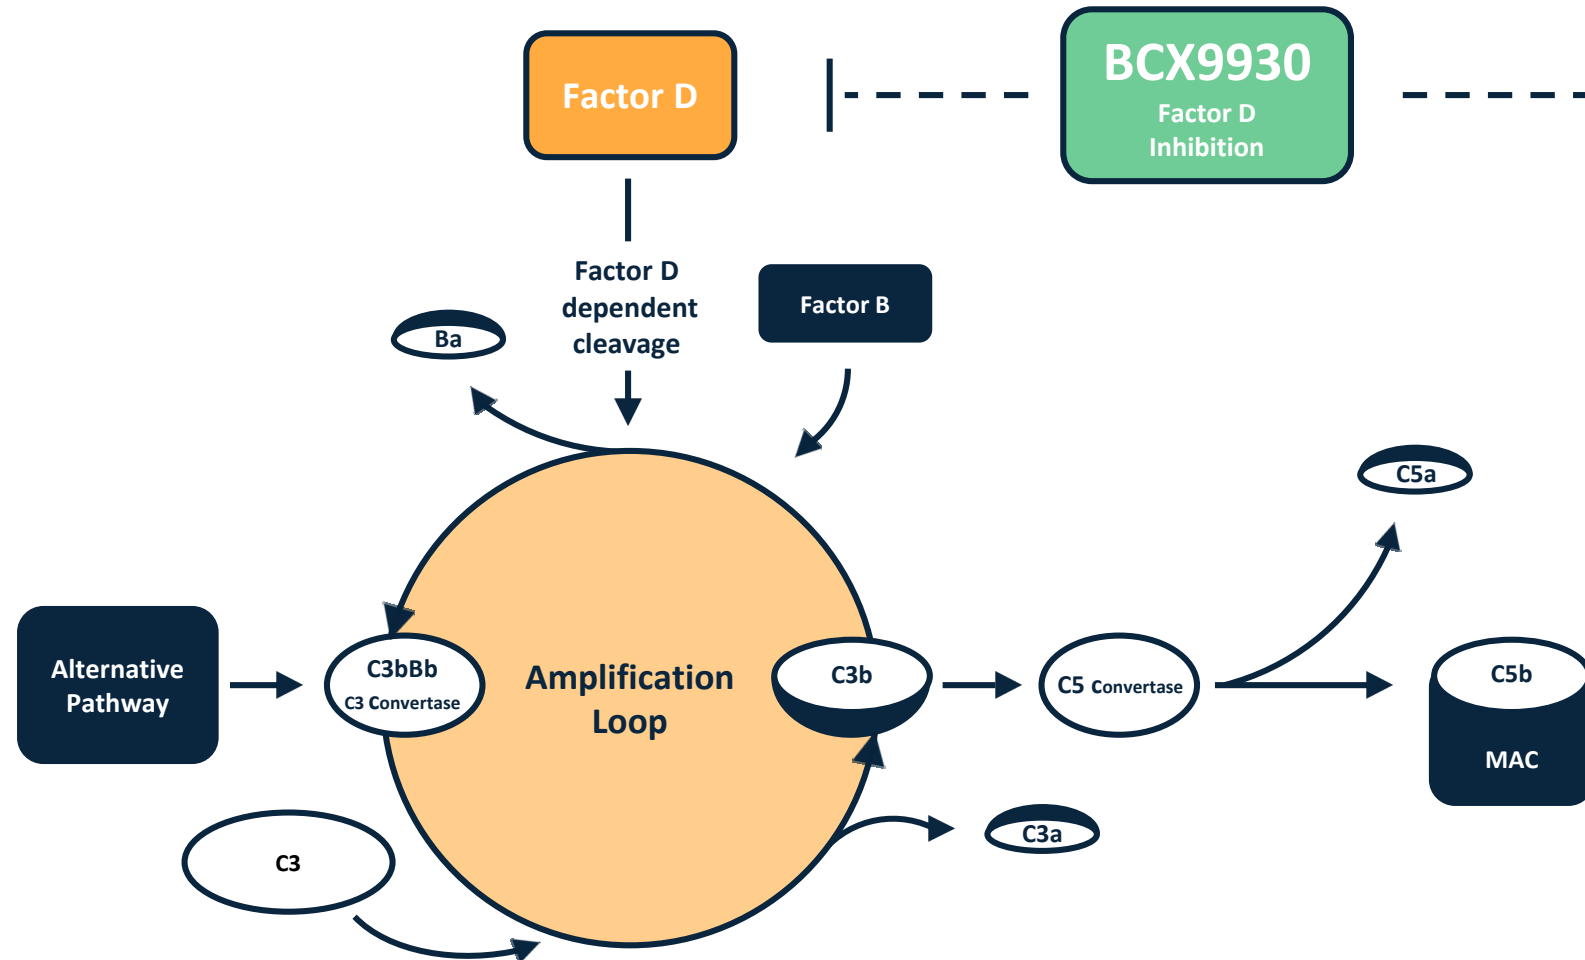 Factor D
BCX9930
Factor D
Inhibition
Factor D
dependent
cleavage
Factor B
Ba
C5a
Alternative
Pathway
C3bBb
C3 Convertase
Amplification
Loop
C3b
C5 Convertase
C5b
MAC
C3a
C3